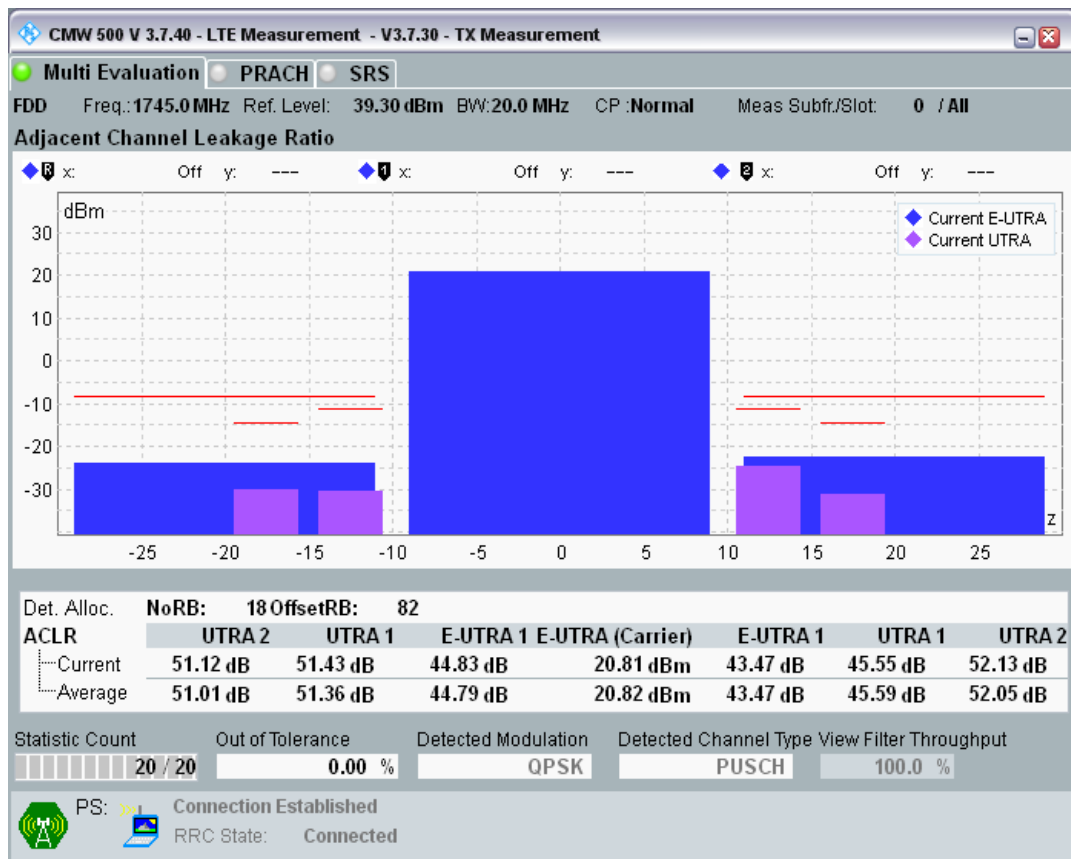 CMW 500 V 3.7.40 - LTE Measurement - V3.7.30 - TX Measurement
Multi Evaluation PRACH SRS
FDD Freq.:1745.0 MHz Ref. Level: 39.30 dBm BW:20.0 MHz CP :Normal Meas Subfr./Slot: 0 / All
Adjacent Channel Leakage Ratio
R x: Off y: --- 1 x: Off y: --- 2 x: Off y: ---
dBm
Current E-UTRA
Current UTRA
30
20
10
0
-10
-20
-30
z
-25 -20 -15 -10 -5 0 5 10 15 20 25
Det. Alloc. NoRB: 18 OffsetRB: 82
ACLR UTRA 2 UTRA 1 E-UTRA 1 E-UTRA (Carrier) E-UTRA 1 UTRA 1 UTRA 2
Current 51.12 dB 51.43 dB 44.83 dB 20.81 dBm 43.47 dB 45.55 dB 52.13 dB
Average 51.01 dB 51.36 dB 44.79 dB 20.82 dBm 43.47 dB 45.59 dB 52.05 dB
Statistic Count Out of Tolerance Detected Modulation Detected Channel Type View Filter Throughput
20 / 20 0.00 % QPSK PUSCH 100.0 %
PS: Connection Established
RRC State: Connected